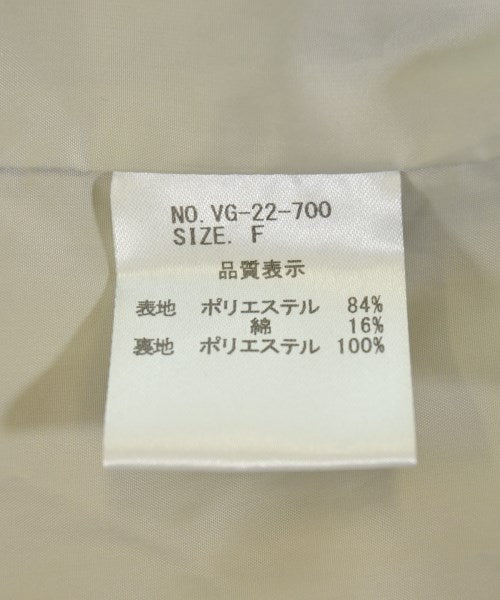 NO. VG-22-700
SIZE. F
品質表示
表地 ポリエステル 84%
綿 16%
裏地 ポリエステル 100%